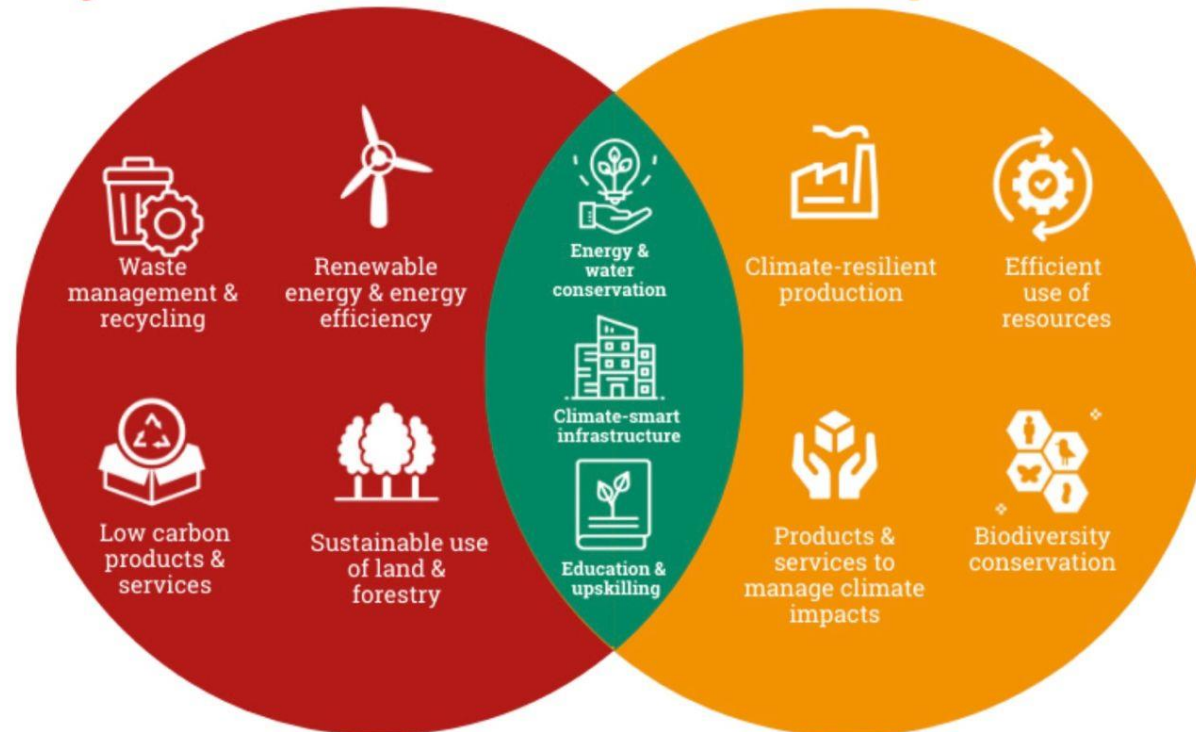 Waste
management &
recycling
Renewable
energy & energy
efficiency
Low carbon
products &
services
Sustainable use
of land &
forestry
Energy &
water
conservation
Climate-smart
infrastructure
Education &
upskilling
Climate-resilient
production
Efficient
use of
resources
Products &
services to
manage climate
impacts
Biodiversity
conservation